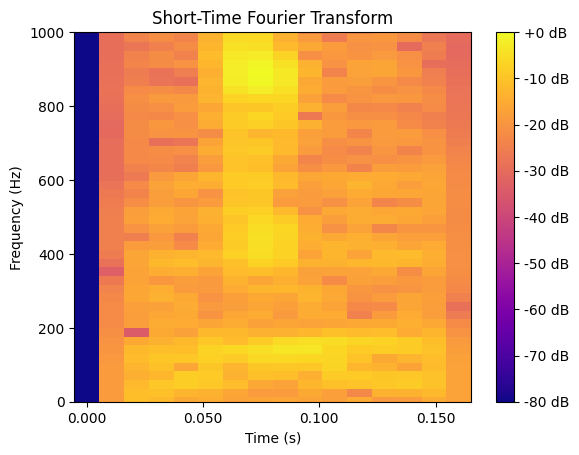 Short-Time Fourier Transform
1000
800
600
400
200
0
Frequency (Hz)
0.000
0.050
0.100
0.150
Time (s)
+0 dB
-10 dB
-20 dB
-30 dB
-40 dB
-50 dB
-60 dB
-70 dB
-80 dB